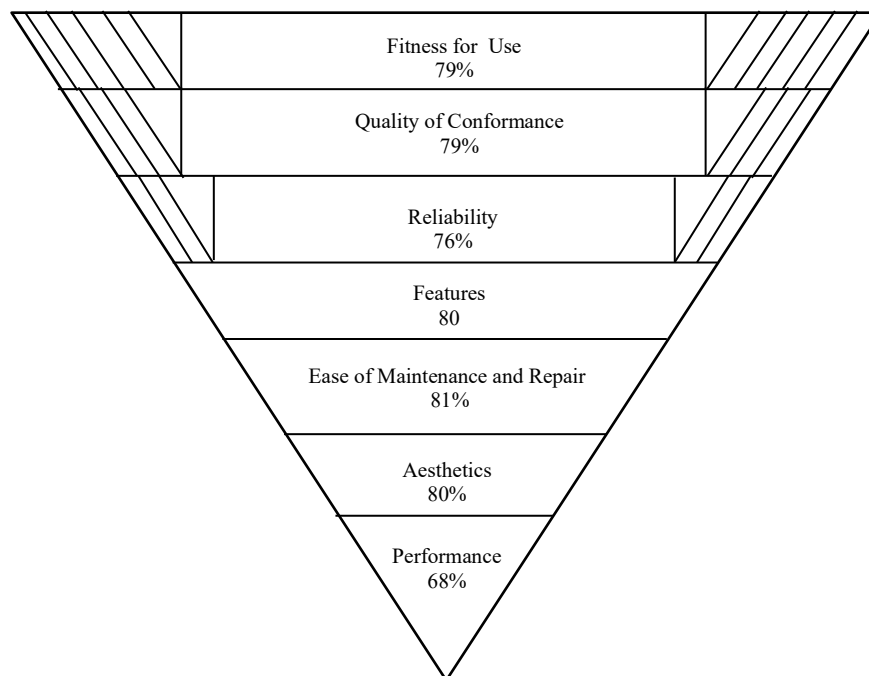 Fitness for Use
79%
Quality of Conformance
79%
Reliability
76%
Features
80
Ease of Maintenance and Repair
81%
Aesthetics
80%
Performance
68%